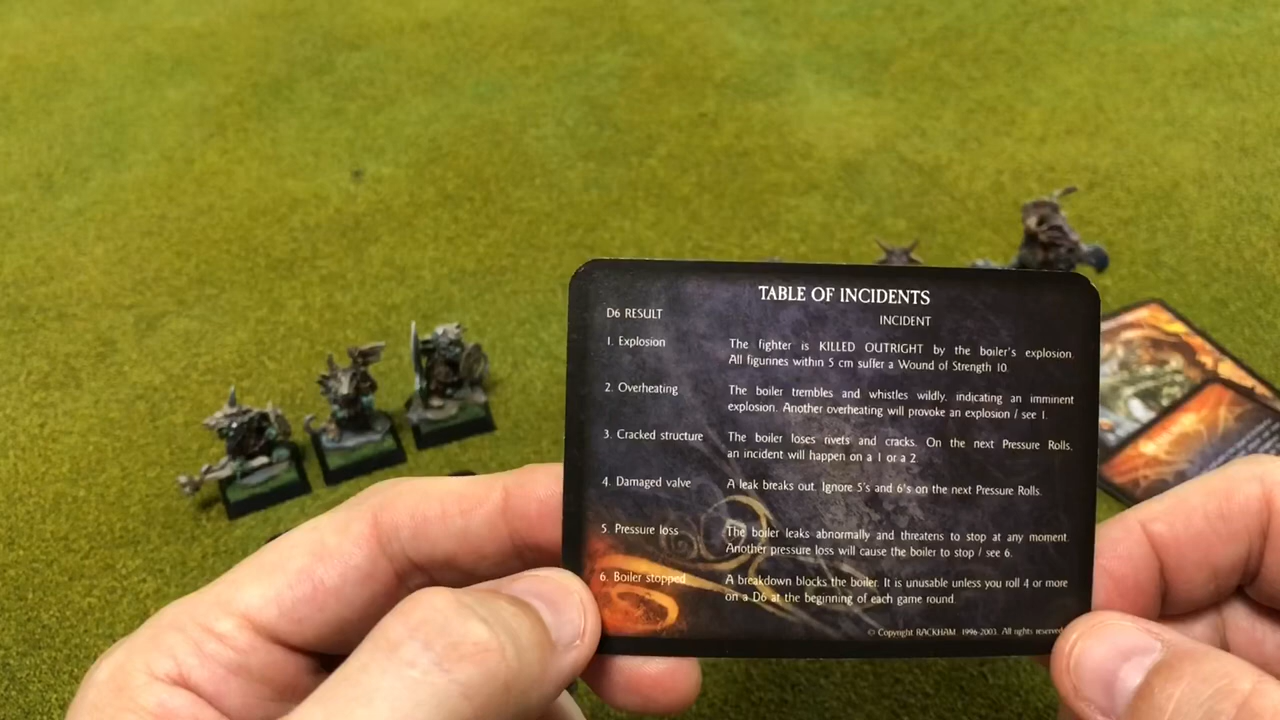 TABLE OF INCIDENTS
D6 RESULT INCIDENT
1. Explosion The fighter is KILLED OUTRIGHT by the boiler's explosion.
All figurines within 5 cm suffer a Wound of Strength 10.
2. Overheating The boiler trembles and whistles wildly, indicating an imminent
explosion. Another overheating will provoke an explosion / see 1.
3. Cracked structure The boiler loses rivets and cracks. On the next Pressure Rolls,
an incident will happen on a 1 or a 2.
4. Damaged valve A leak breaks out. Ignore 5's and 6's on the next Pressure Rolls.
5. Pressure loss The boiler leaks abnormally and threatens to stop at any moment.
Another pressure loss will cause the boiler to stop / see 6.
6. Boiler stopped A breakdown blocks the boiler. It is unusable unless you roll 4 or more
on a D6 at the beginning of each game round.
© Copyright RACKHAM 1996-2003. All rights reserved